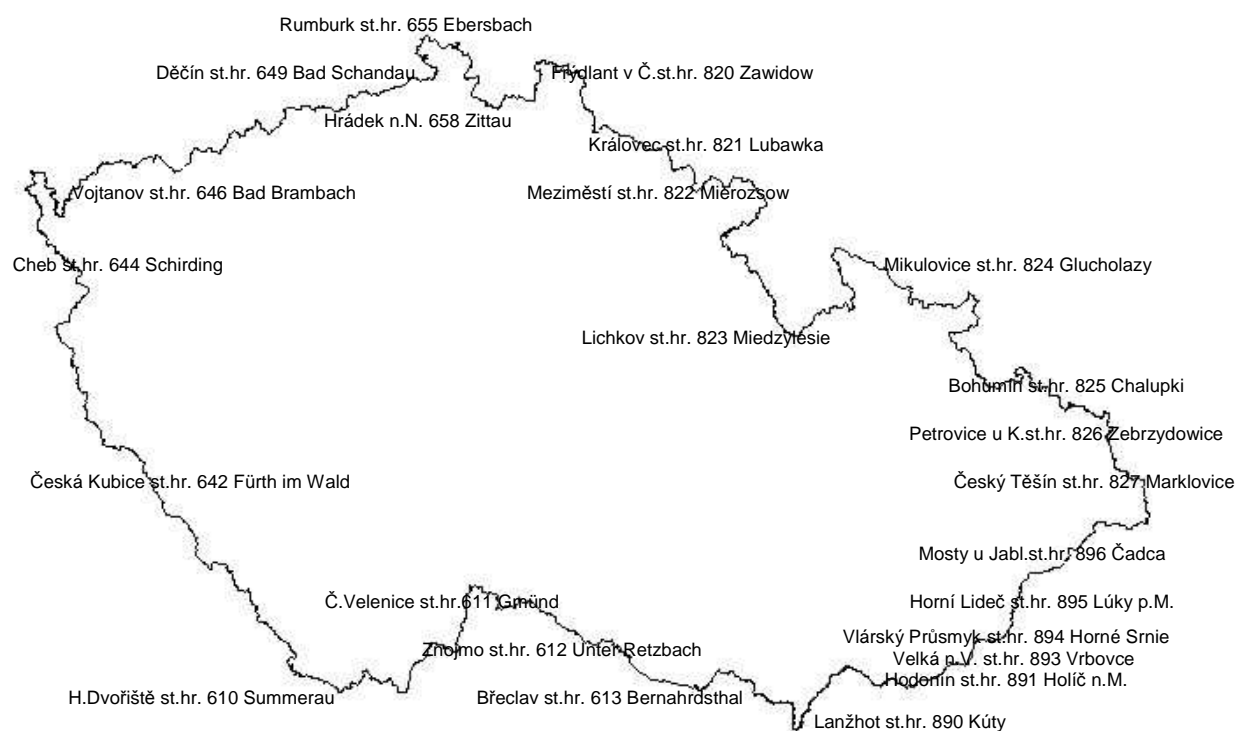 Rumburk st.hr. 655 Ebersbach
Děčín st.hr. 649 Bad Schandau
Frýdlant v Č.st.hr. 820 Zawidow
Hrádek n.N. 658 Zittau
Královec st.hr. 821 Lubawka
Vojtanov st.hr. 646 Bad Brambach
Meziměstí st.hr. 822 Mierozsow
Cheb st.hr. 644 Schirding
Mikulovice st.hr. 824 Glucholazy
Lichkov st.hr. 823 Miedzylesie
Bohumín st.hr. 825 Chalupki
Petrovice u K.st.hr. 826 Zebrzydowice
Česká Kubice st.hr. 642 Fürth im Wald
Český Těšín st.hr. 827 Marklovice
Mosty u Jabl.st.hr. 896 Čadca
Č.Velenice st.hr.611 Gmünd
Horní Lideč st.hr. 895 Lúky p.M.
Vlárský Průsmyk st.hr. 894 Horné Srnie
Znojmo st.hr. 612 Unter Retzbach
Velká n.V. st.hr. 893 Vrbovce
Hodonín st.hr. 891 Holíč n.M.
H.Dvořiště st.hr. 610 Summerau
Břeclav st.hr. 613 Bernahrdsthal
Lanžhot st.hr. 890 Kúty